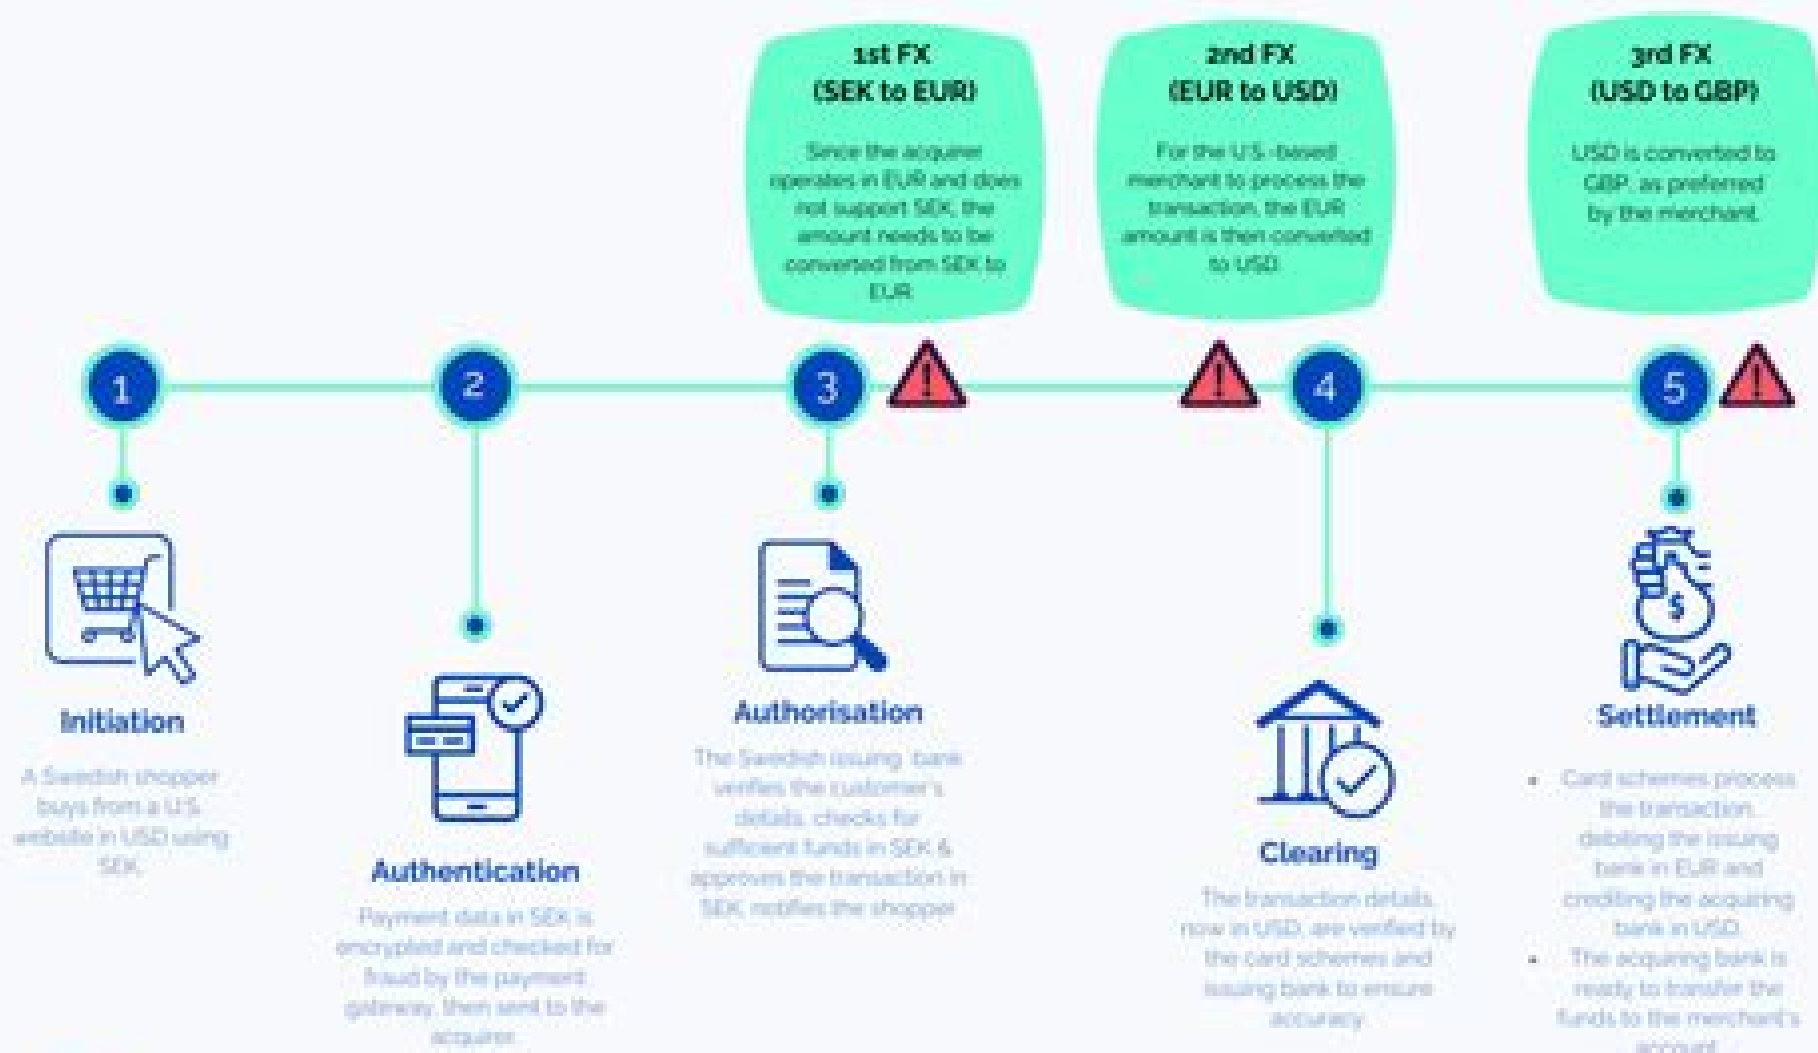 1st FX
(SEK to EUR)
Since the acquirer
operates in EUR and does
not support SEK, the
amount needs to be
converted from SEK to
EUR
2nd FX
(EUR to USD)
For the U.S.-based
merchant to process the
transaction, the EUR
amount is then converted
to USD.
3rd FX
(USD to GBP)
USD is converted to
GBP, as preferred
by the merchant.
1
2
3
4
5
Initiation
A Swedish shopper
buys from a U.S.
website in USD using
SEK.
Authentication
Payment data in SEK is
encrypted and checked for
fraud by the payment
gateway, then sent to the
acquirer.
Authorisation
The Swedish issuing bank
verifies the customer's
details, checks for
sufficient funds in SEK &
approves the transaction in
SEK, notifies the shopper
Clearing
The transaction details,
now in USD, are verified by
the card schemes and
issuing bank to ensure
accuracy.
$
Settlement
• Card schemes process
the transaction,
debiting the issuing
bank in EUR and
crediting the acquiring
bank in USD.
• The acquiring bank is
ready to transfer the
funds to the merchant's
account